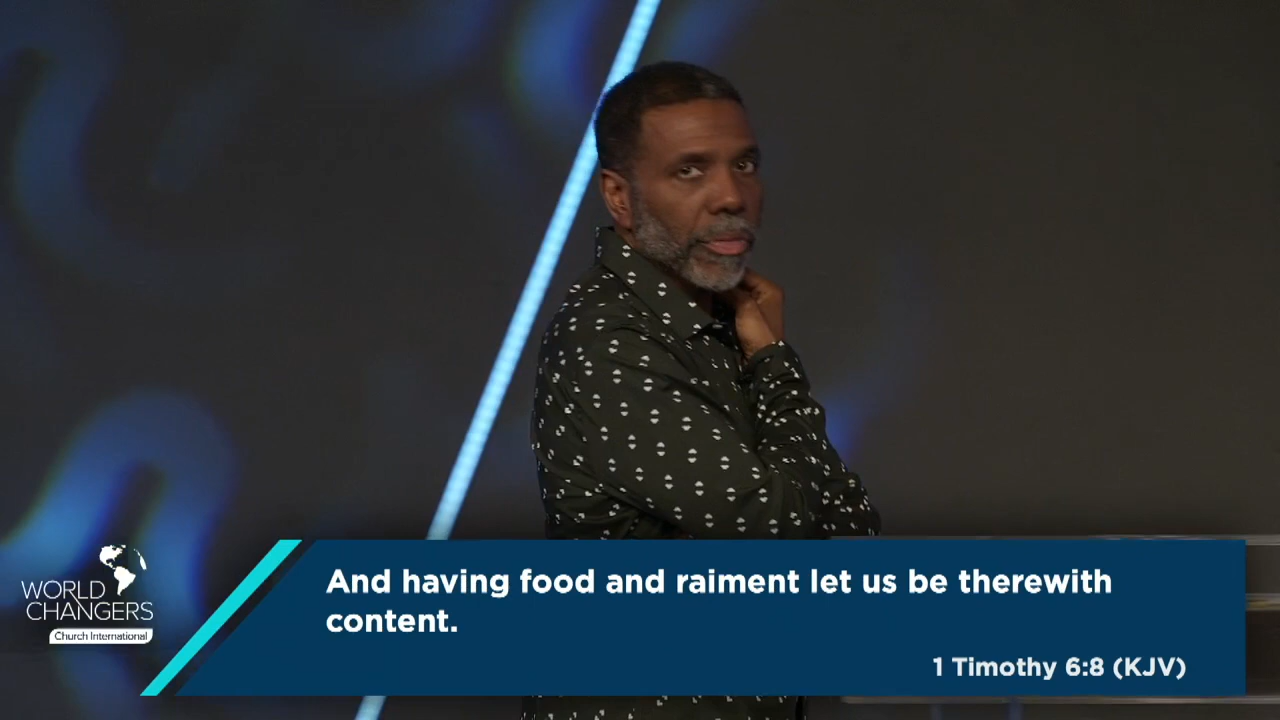 And having food and raiment let us be therewith
content.
1 Timothy 6:8 (KJV)
WORLD
CHANGERS
Church International